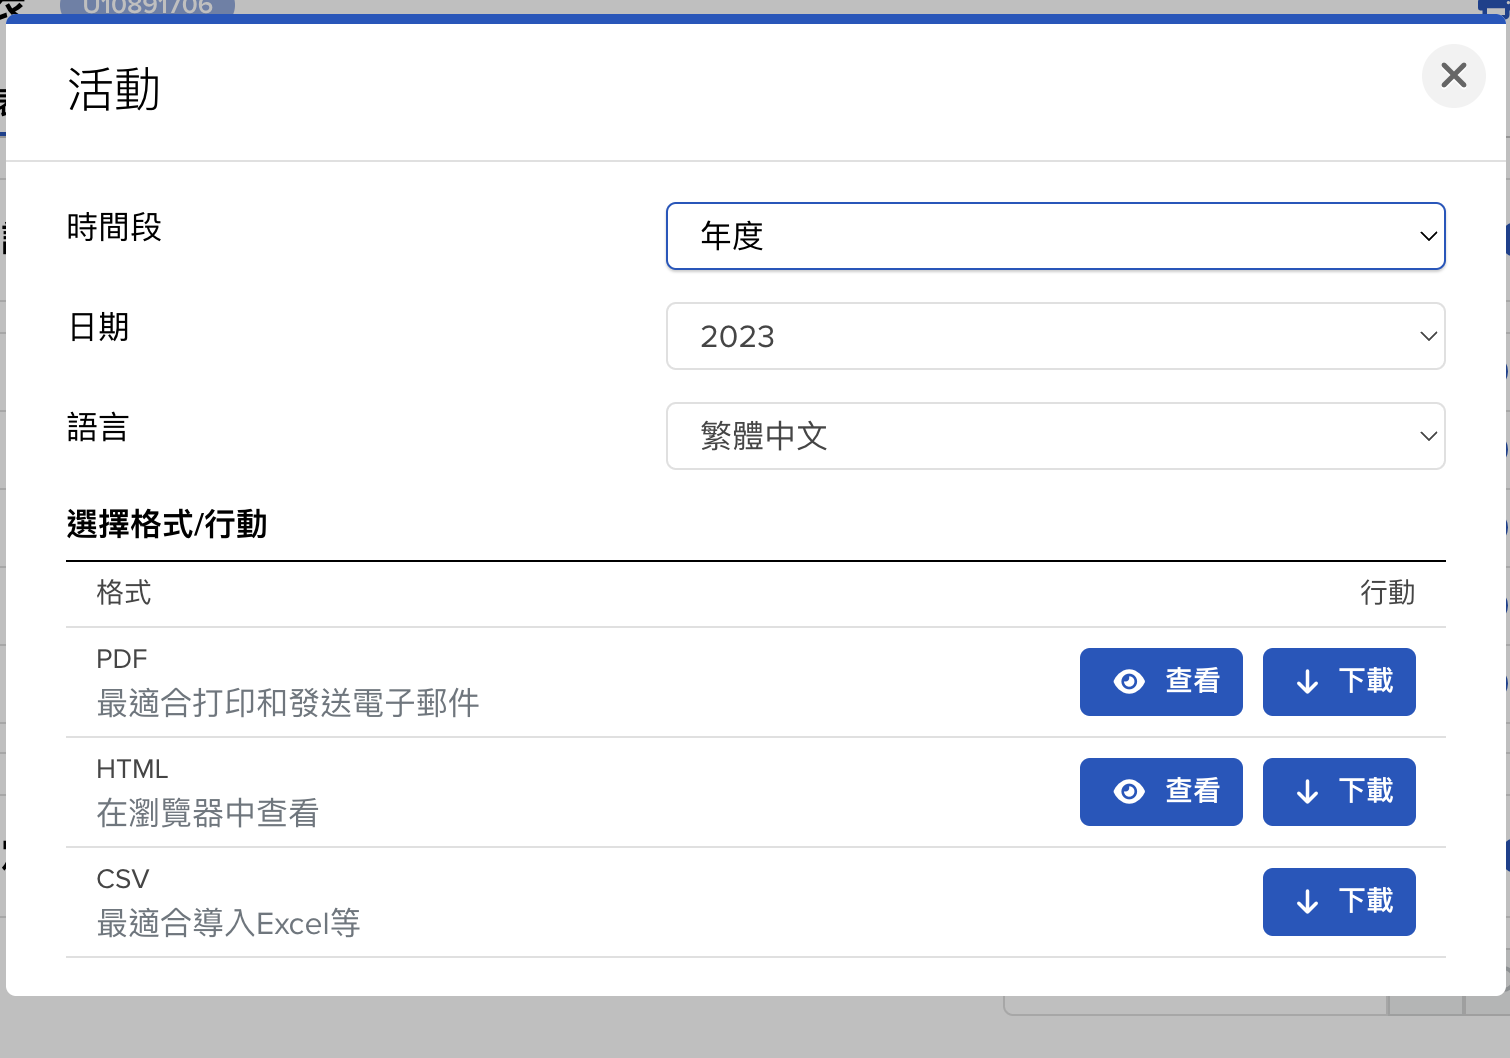 U10891706
活動
時間段
年度
日期
2023
語言
繁體中文
選擇格式/行動
格式
行動
PDF
最適合打印和發送電子郵件
查看
下載
HTML
在瀏覽器中查看
查看
下載
CSV
最適合導入Excel等
下載